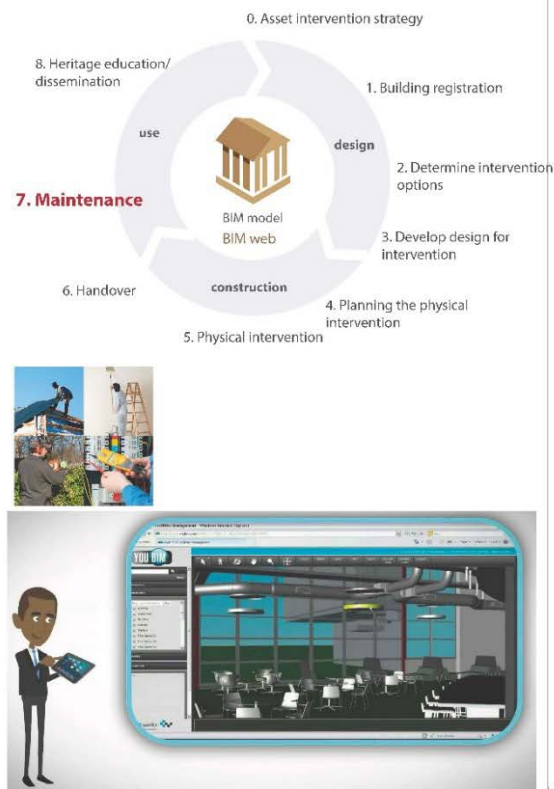 0. Asset intervention strategy
8. Heritage education/
dissemination
1. Building registration
use
design
2. Determine intervention
options
7. Maintenance
BIM model
BIM web
3. Develop design for
intervention
6. Handover
construction
4. Planning the physical
intervention
5. Physical intervention
YOU BIM